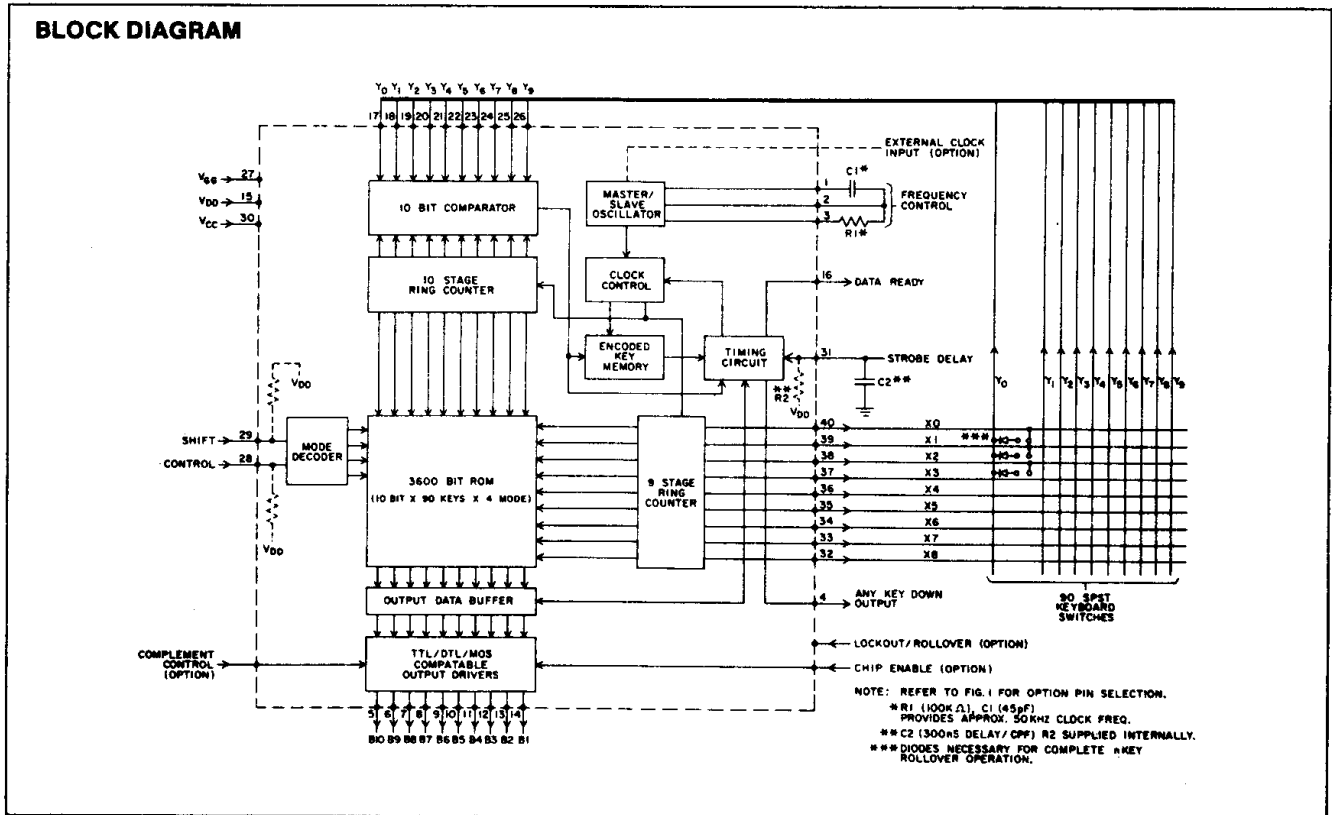 BLOCK DIAGRAM
Y0 Y1 Y2 Y3 Y4 Y5 Y6 Y7 Y8 Y9
17 18 19 20 21 22 23 24 25 26
VGG 27
VDD 15
VCC 30
10 BIT COMPARATOR
10 STAGE
RING COUNTER
MASTER/
SLAVE
OSCILLATOR
EXTERNAL CLOCK
INPUT (OPTION)
1
C1*
2
3
R1*
FREQUENCY
CONTROL
CLOCK
CONTROL
16
DATA READY
ENCODED
KEY
MEMORY
TIMING
CIRCUIT
31
STROBE DELAY
C2**
**
R2
VDD
VDD
SHIFT 29
CONTROL 28
VDD
MODE
DECODER
3600 BIT ROM
(10 BIT X 90 KEYS X 4 MODE)
9 STAGE
RING
COUNTER
40 X0
39 X1
38 X2
37 X3
36 X4
35 X5
34 X6
33 X7
32 X8
***
Y0 Y1 Y2 Y3 Y4 Y5 Y6 Y7 Y8 Y9
90 SPST
KEYBOARD
SWITCHES
OUTPUT DATA BUFFER
4
ANY KEY DOWN
OUTPUT
LOCKOUT/ROLLOVER (OPTION)
CHIP ENABLE (OPTION)
COMPLEMENT
CONTROL
(OPTION)
TTL/DTL/MOS
COMPATABLE
OUTPUT DRIVERS
5 6 7 8 9 10 11 12 13 14
B10 B9 B8 B7 B6 B5 B4 B3 B2 B1
NOTE: REFER TO FIG. 1 FOR OPTION PIN SELECTION.
*R1 (100KΩ), C1 (45pF)
PROVIDES APPROX. 50KHZ CLOCK FREQ.
**C2 (300nS DELAY/CPF) R2 SUPPLIED INTERNALLY.
***DIODES NECESSARY FOR COMPLETE nKEY
ROLLOVER OPERATION.